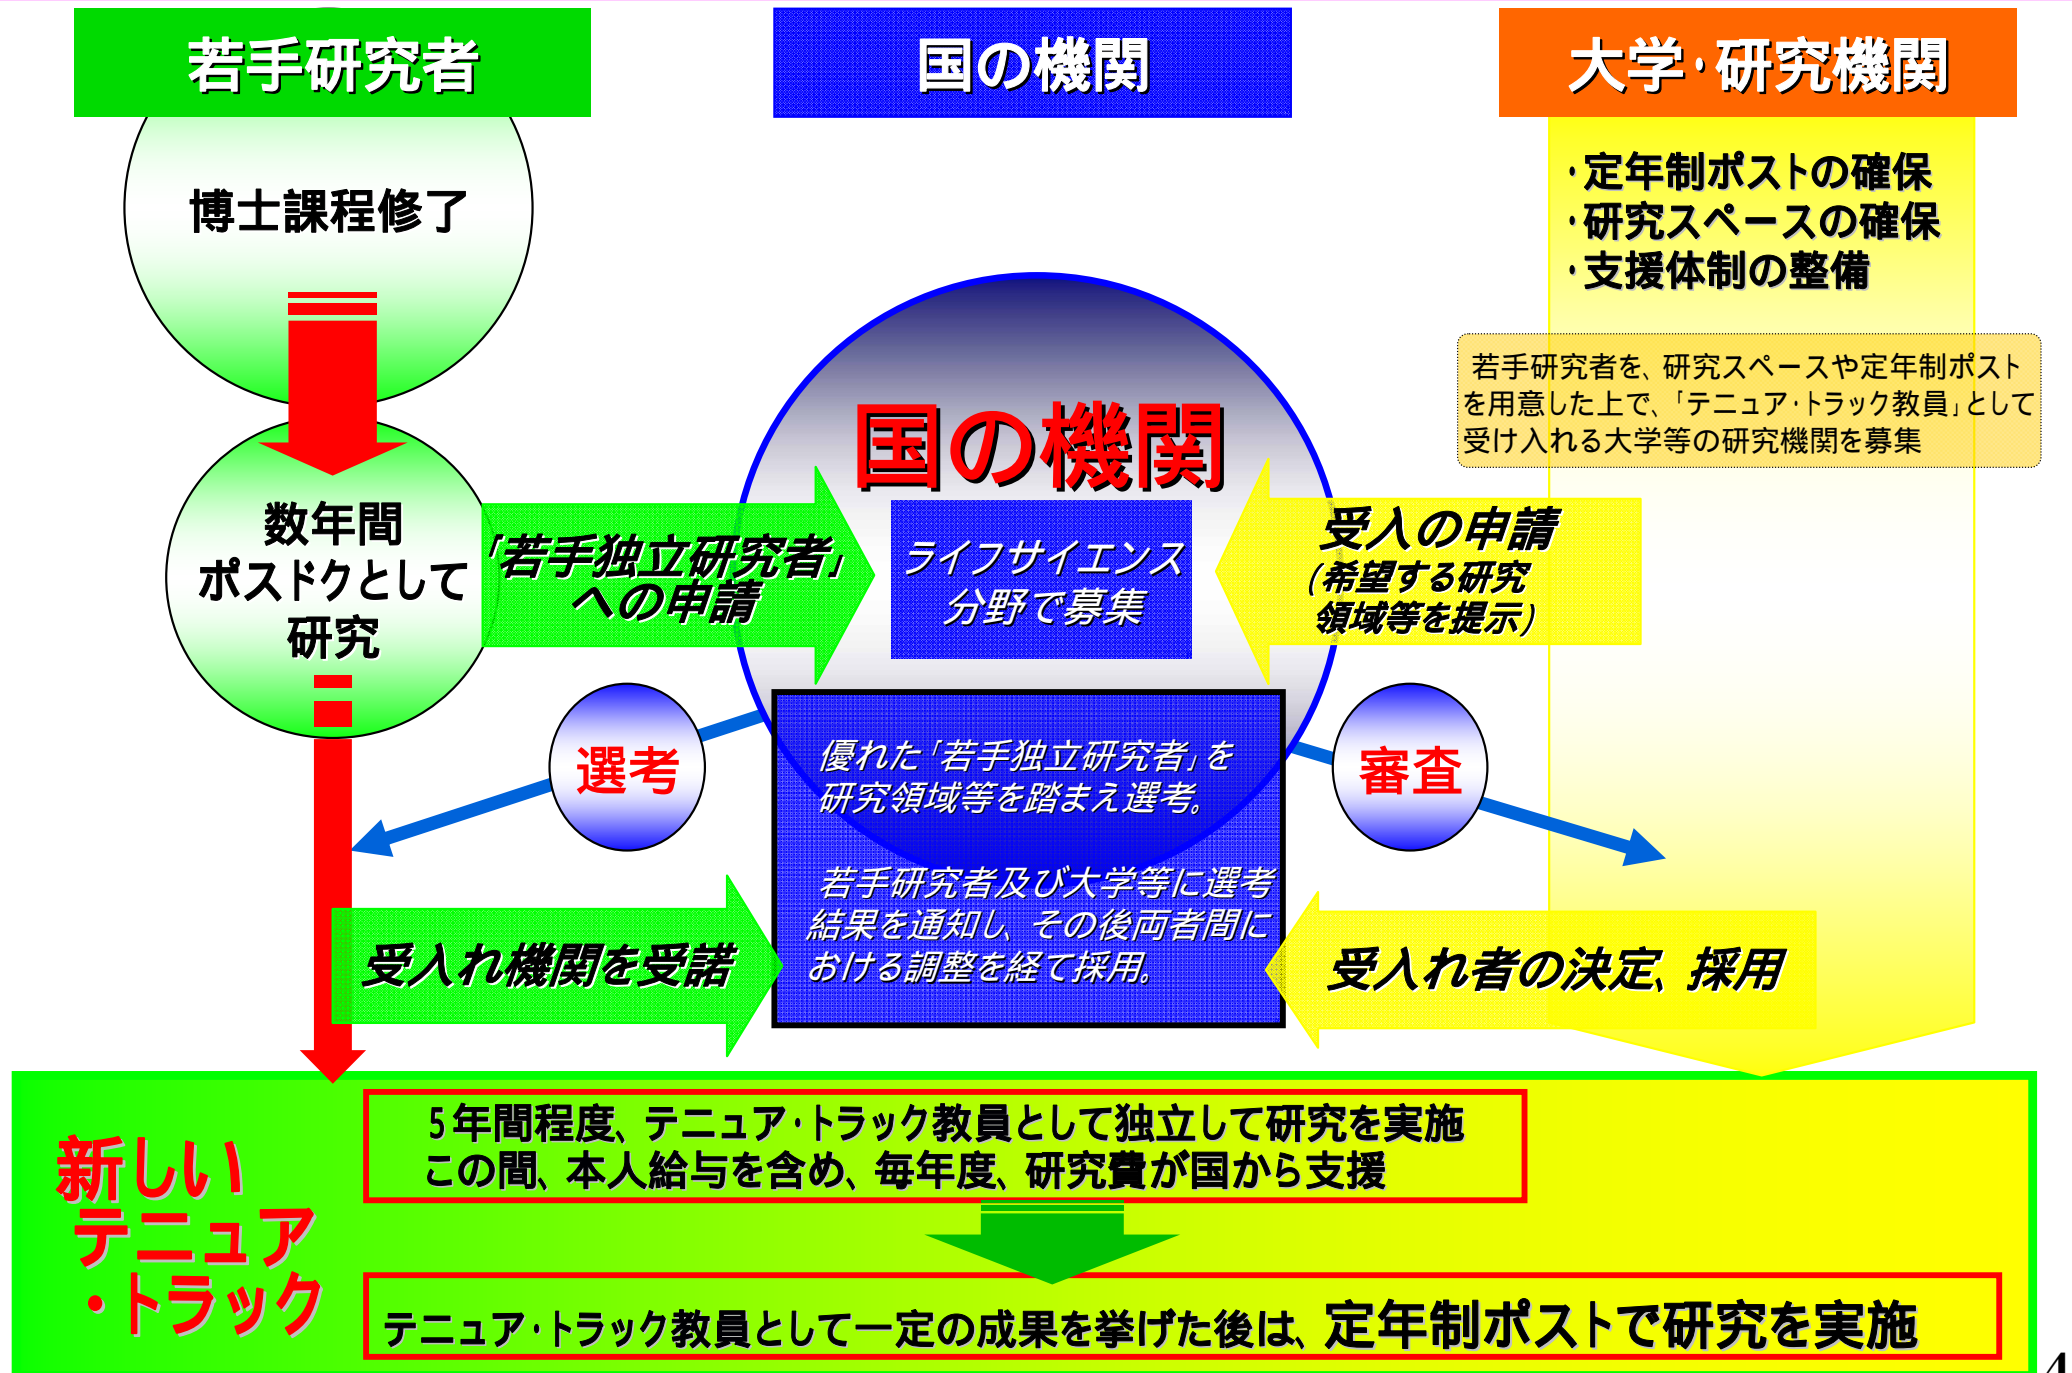 若手研究者
国の機関
大学・研究機関
博士課程修了
・定年制ポストの確保
・研究スペースの確保
・支援体制の整備
若手研究者を、研究スペースや定年制ポスト
を用意した上で、「テニュア・トラック教員」として
受け入れる大学等の研究機関を募集
国の機関
数年間
ポスドクとして
研究
「若手独立研究者」
への申請
ライフサイエンス
分野で募集
受入の申請
(希望する研究
領域等を提示)
選考
審査
優れた「若手独立研究者」を
研究領域等を踏まえ選考。
若手研究者及び大学等に選考
結果を通知し、その後両者間に
おける調整を経て採用。
受入れ機関を受諾
受入れ者の決定、採用
新しい
テニュア
・トラック
5年間程度、テニュア・トラック教員として独立して研究を実施
この間、本人給与を含め、毎年度、研究費が国から支援
テニュア・トラック教員として一定の成果を挙げた後は、定年制ポストで研究を実施
4